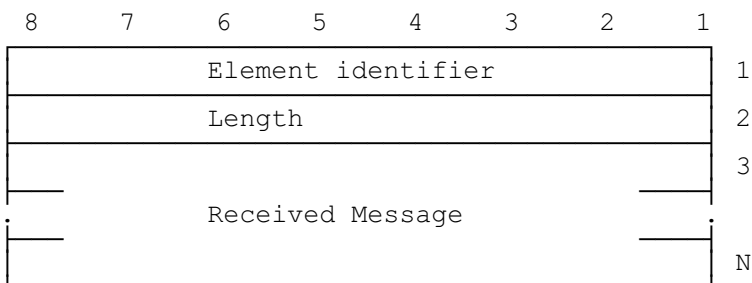 8 7 6 5 4 3 2 1
Element identifier 1
Length 2
3
Received Message
N